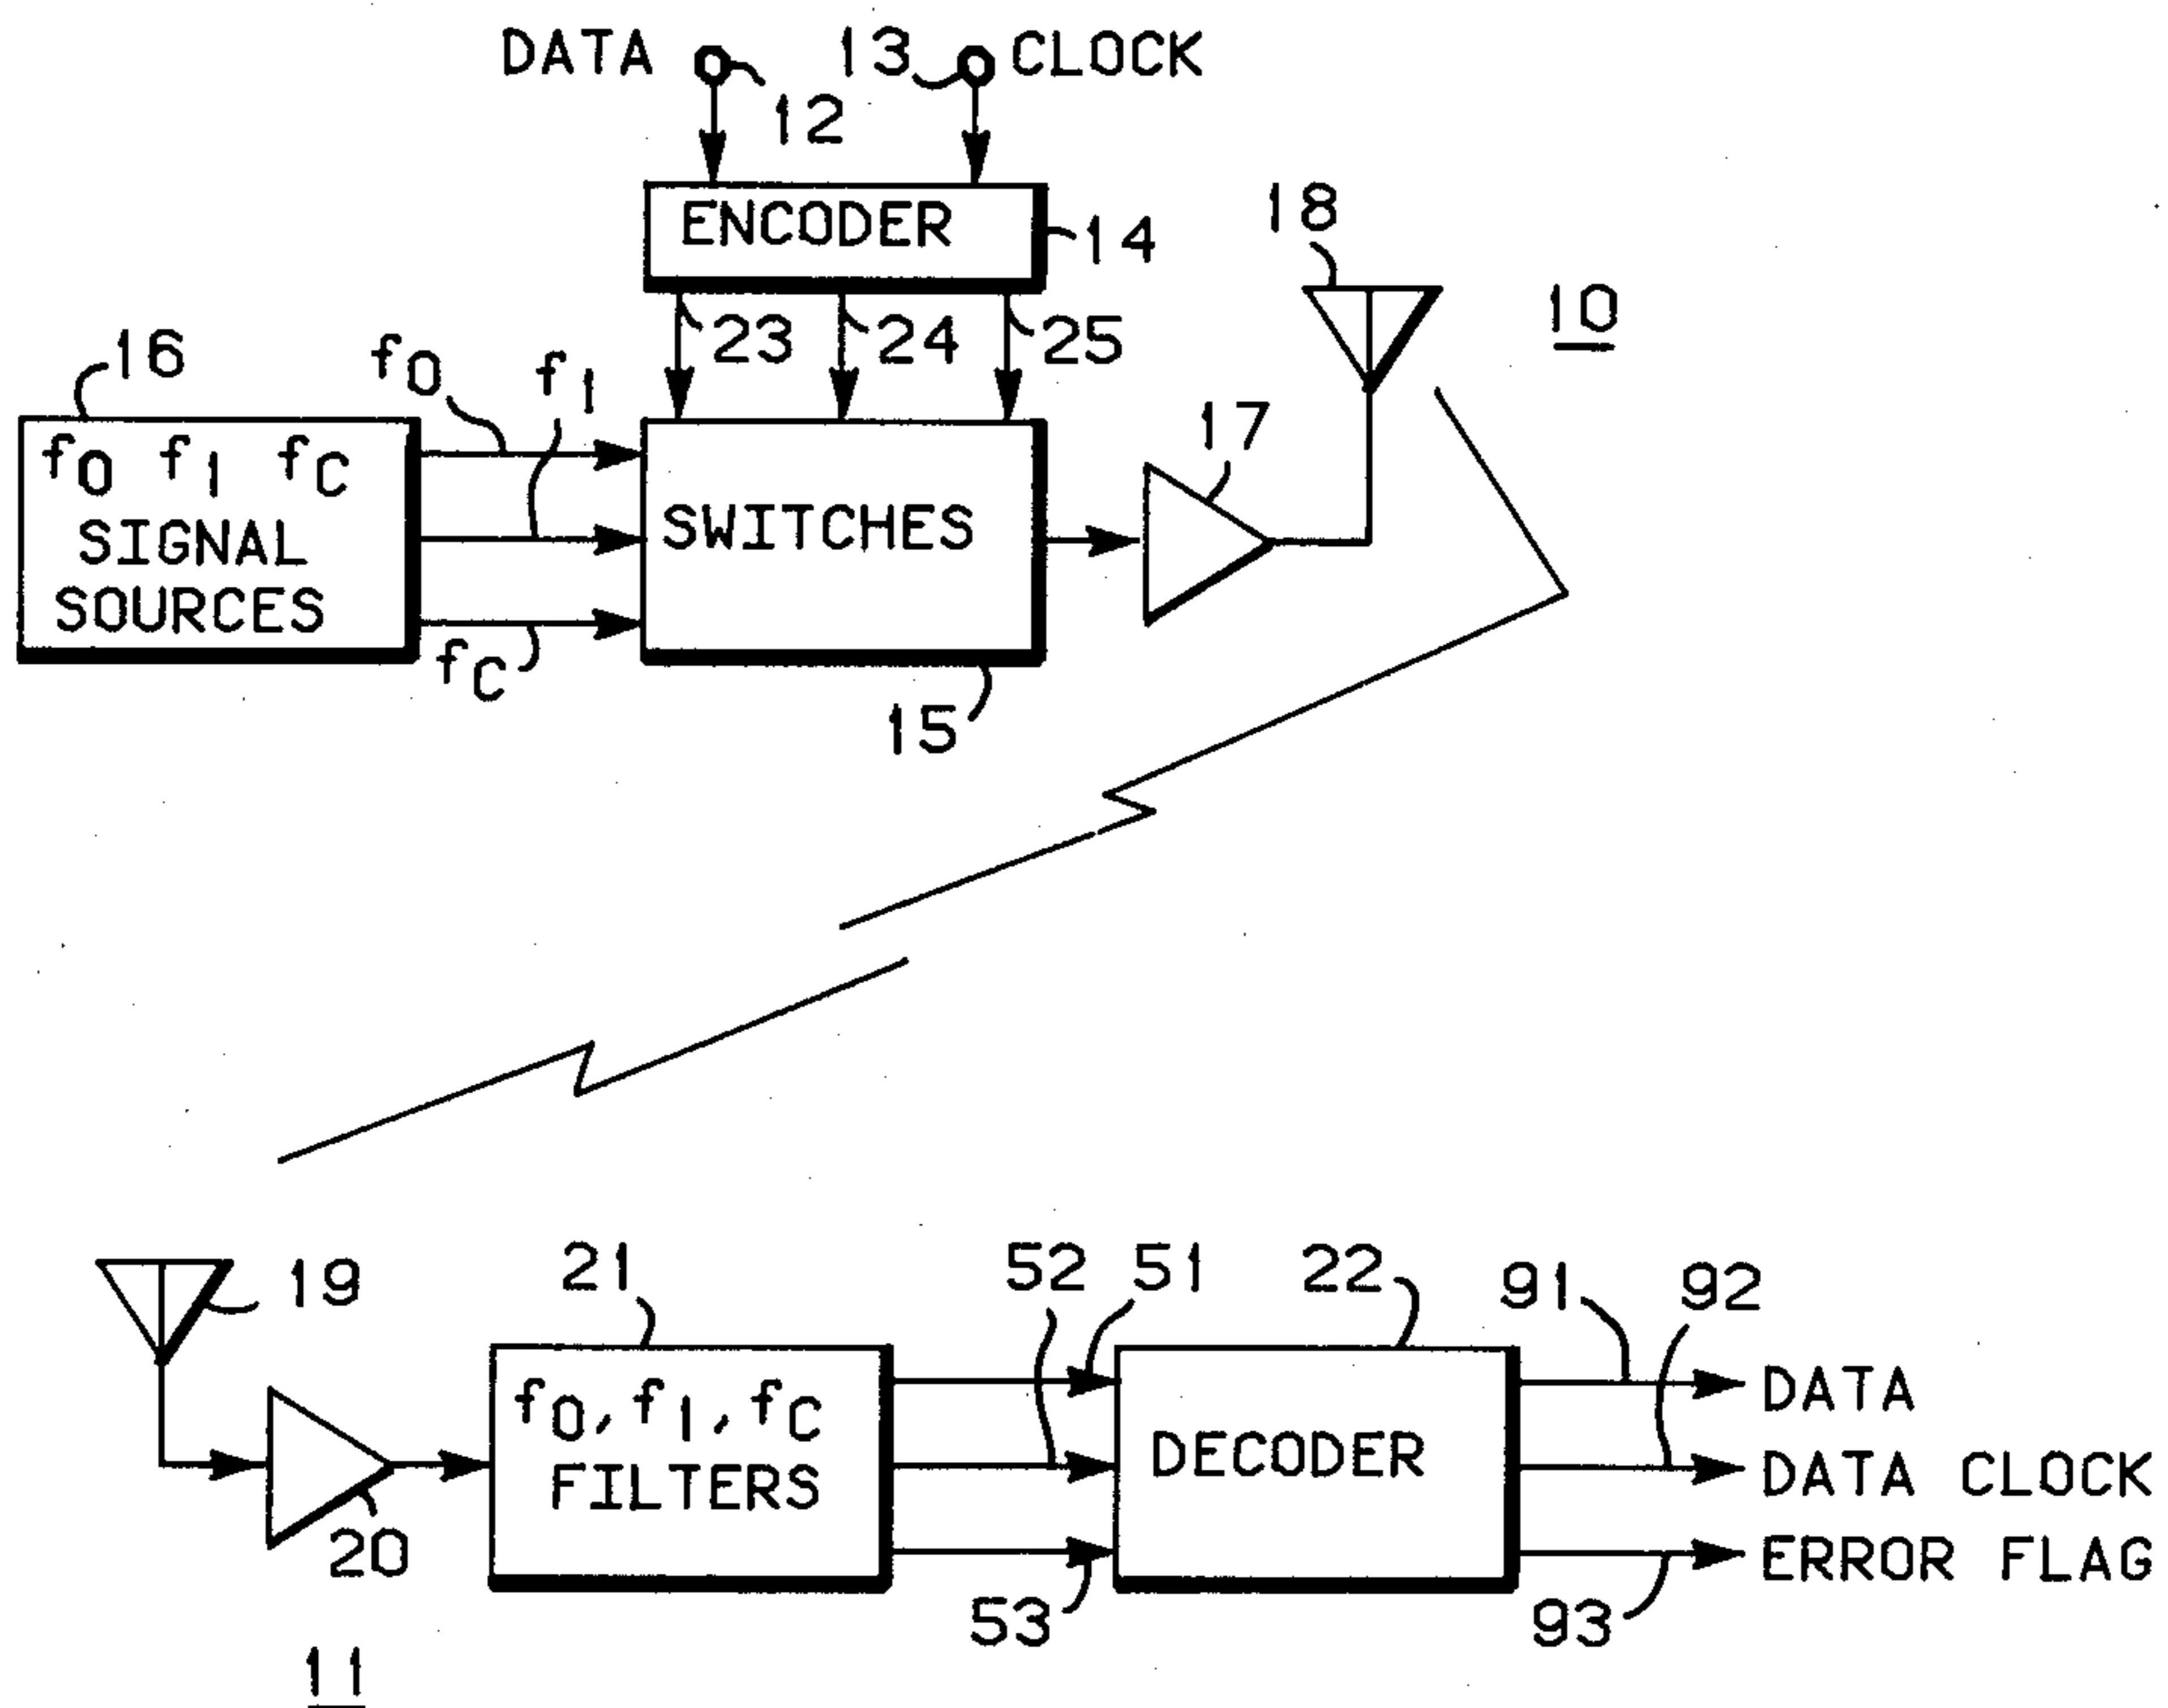 DATA 12 13 CLOCK
ENCODER 14
18
10
23 24 25
16
f0 f1
f0 f1 fC
SIGNAL
SOURCES
fC
SWITCHES
15
17
19
20
21
f0, f1, fC
FILTERS
52 51
53
22
DECODER
91 92
DATA
DATA CLOCK
ERROR FLAG
93
11